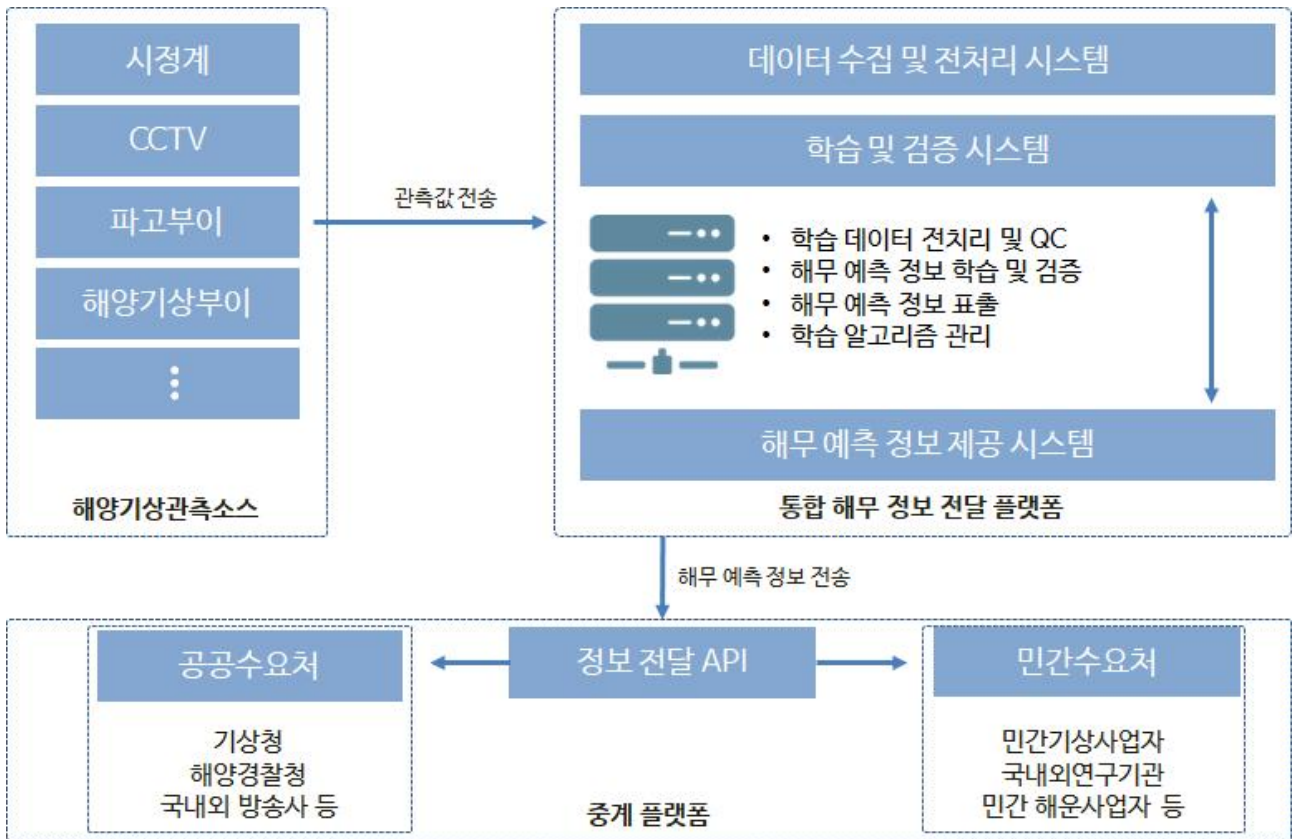 시정계
CCTV
파고부이
해양기상부이
해양기상관측소스
관측값 전송
데이터 수집 및 전처리 시스템
학습 및 검증 시스템
• 학습 데이터 전처리 및 QC
• 해무 예측 정보 학습 및 검증
• 해무 예측 정보 표출
• 학습 알고리즘 관리
해무 예측 정보 제공 시스템
통합 해무 정보 전달 플랫폼
해무 예측 정보 전송
공공수요처
기상청
해양경찰청
국내외 방송사 등
정보 전달 API
중계 플랫폼
민간수요처
민간기상사업자
국내외연구기관
민간 해운사업자 등